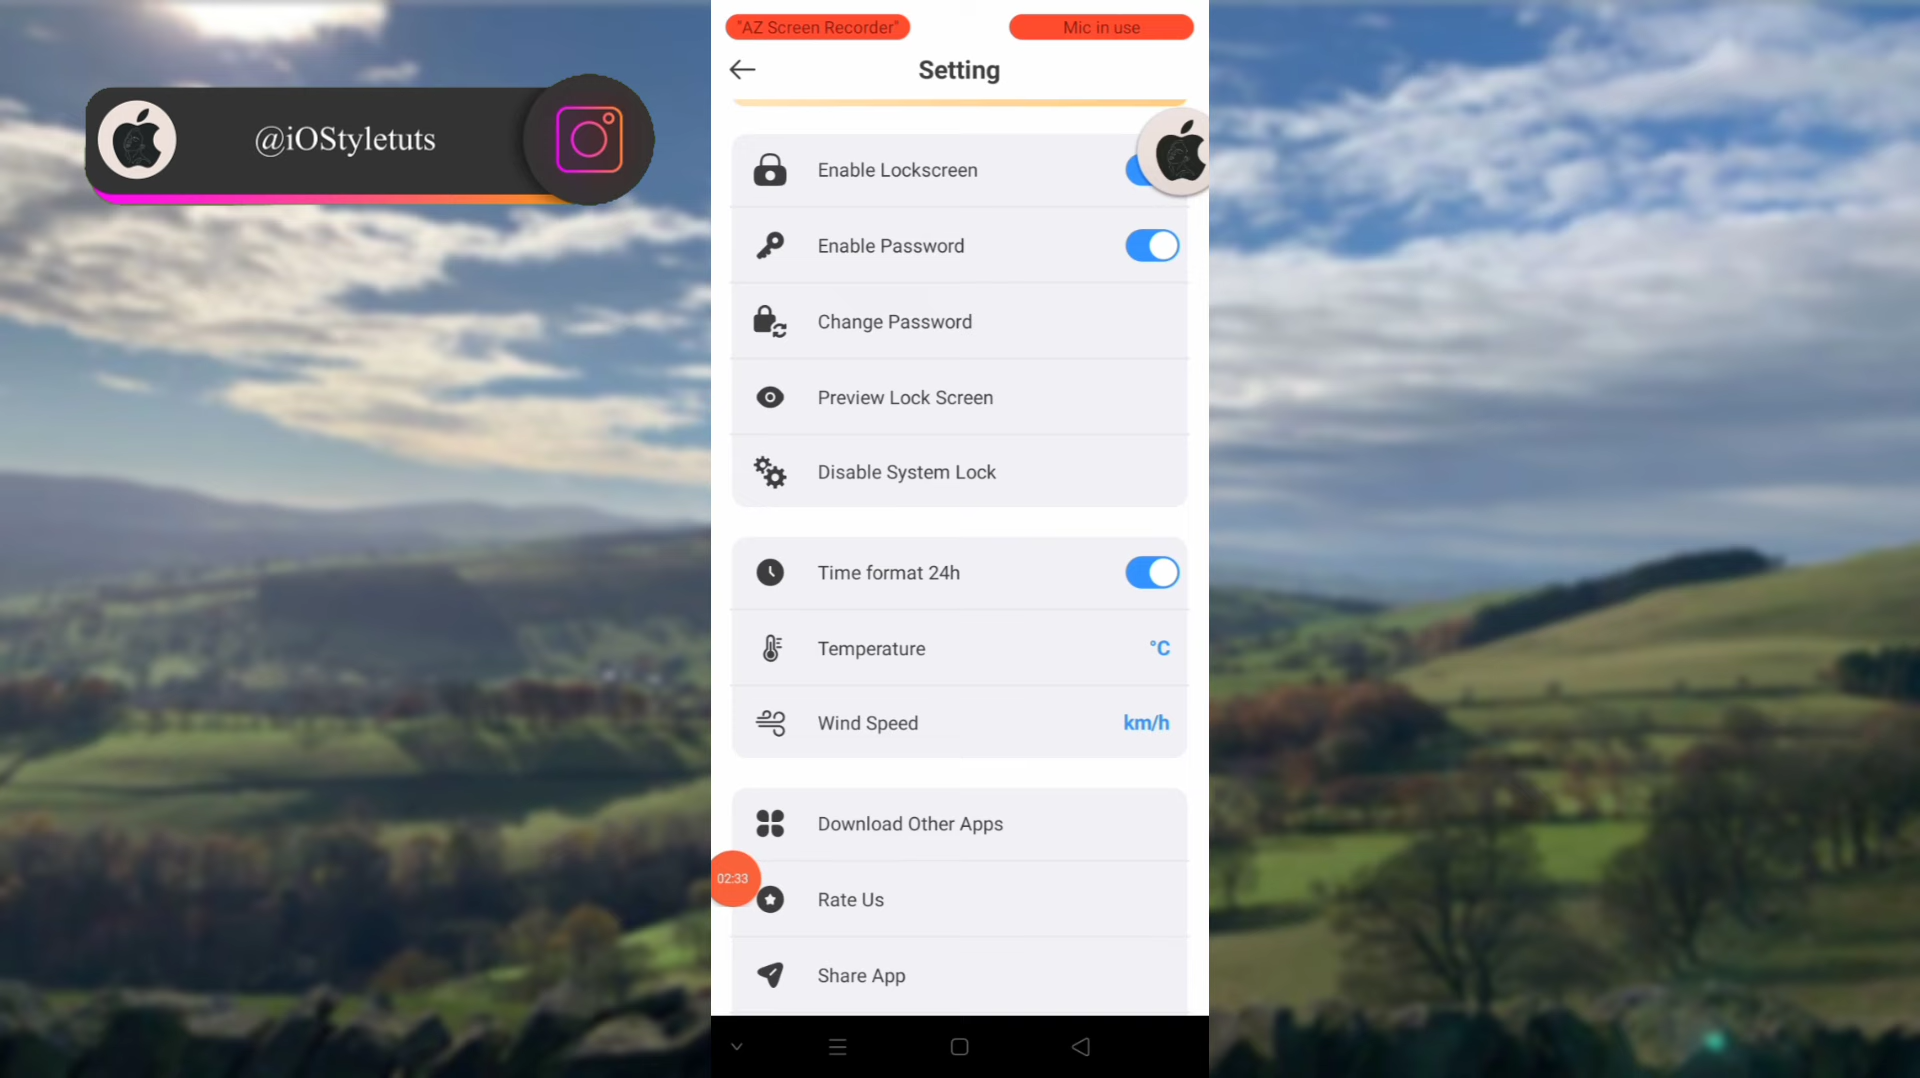 "AZ Screen Recorder"
Mic in use
Setting
@iOStyletuts
Enable Lockscreen
Enable Password
Change Password
Preview Lock Screen
Disable System Lock
Time format 24h
Temperature °C
Wind Speed km/h
Download Other Apps
02:33
Rate Us
Share App